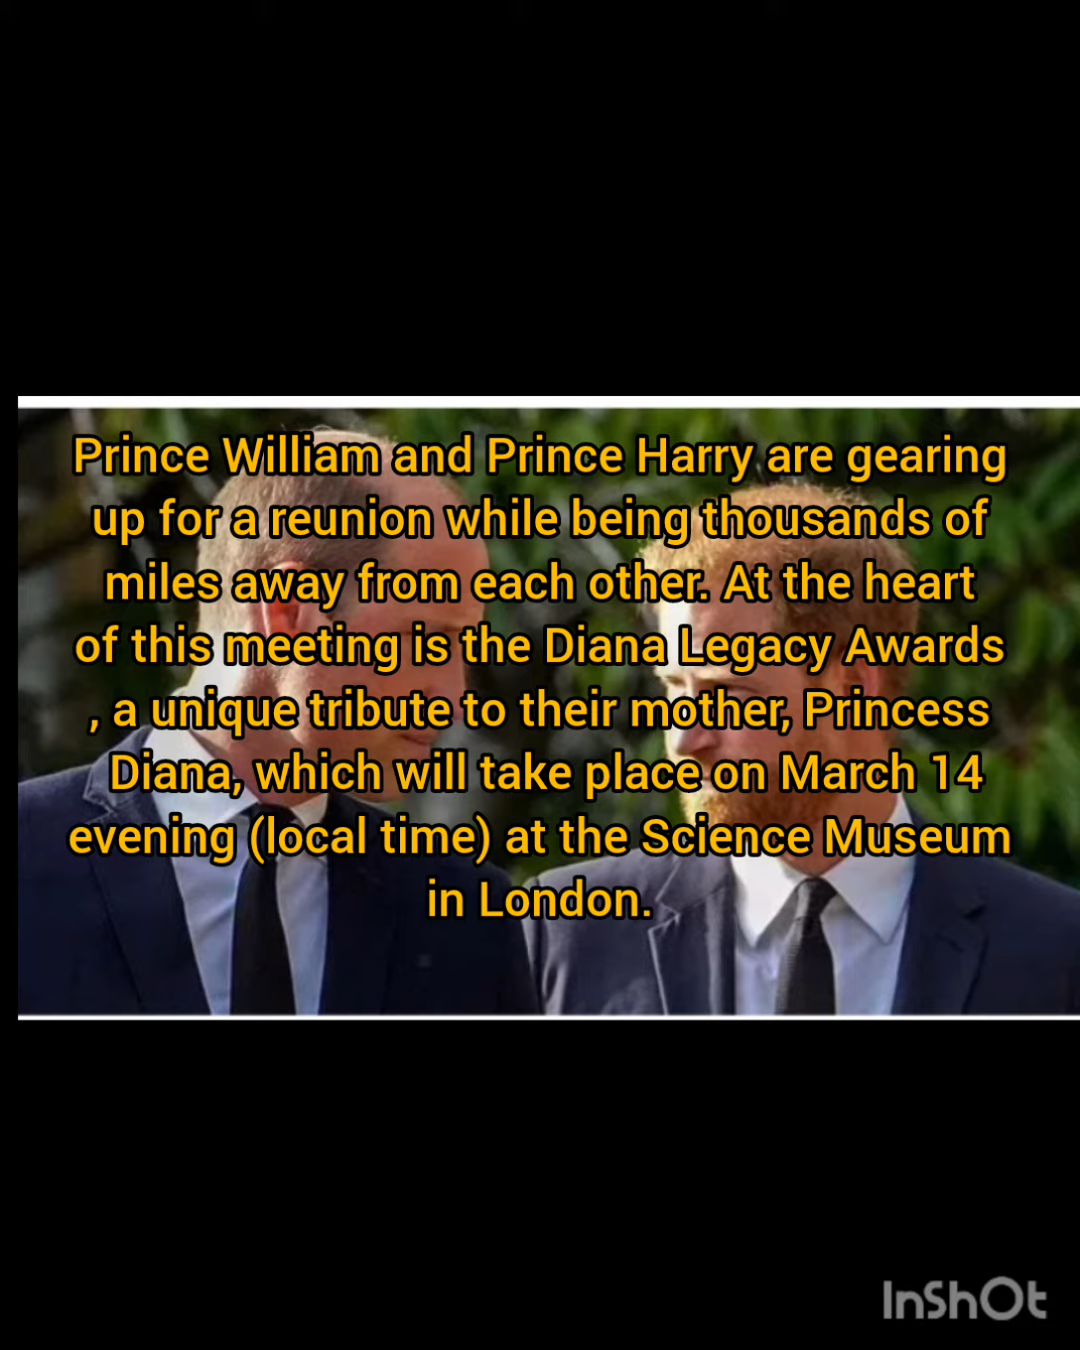 Prince William and Prince Harry are gearing
up for a reunion while being thousands of
miles away from each other. At the heart
of this meeting is the Diana Legacy Awards
, a unique tribute to their mother, Princess
Diana, which will take place on March 14
evening (local time) at the Science Museum
in London.
InShOt